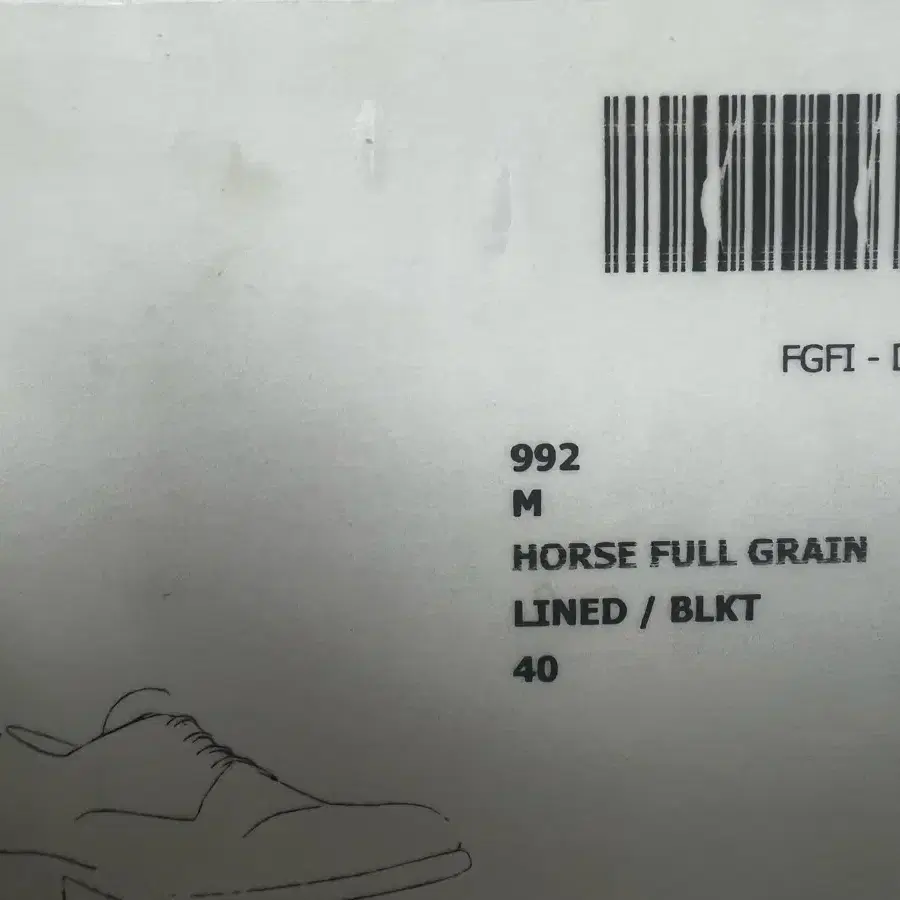 FGFI -
992
M
HORSE FULL GRAIN
LINED / BLKT
40